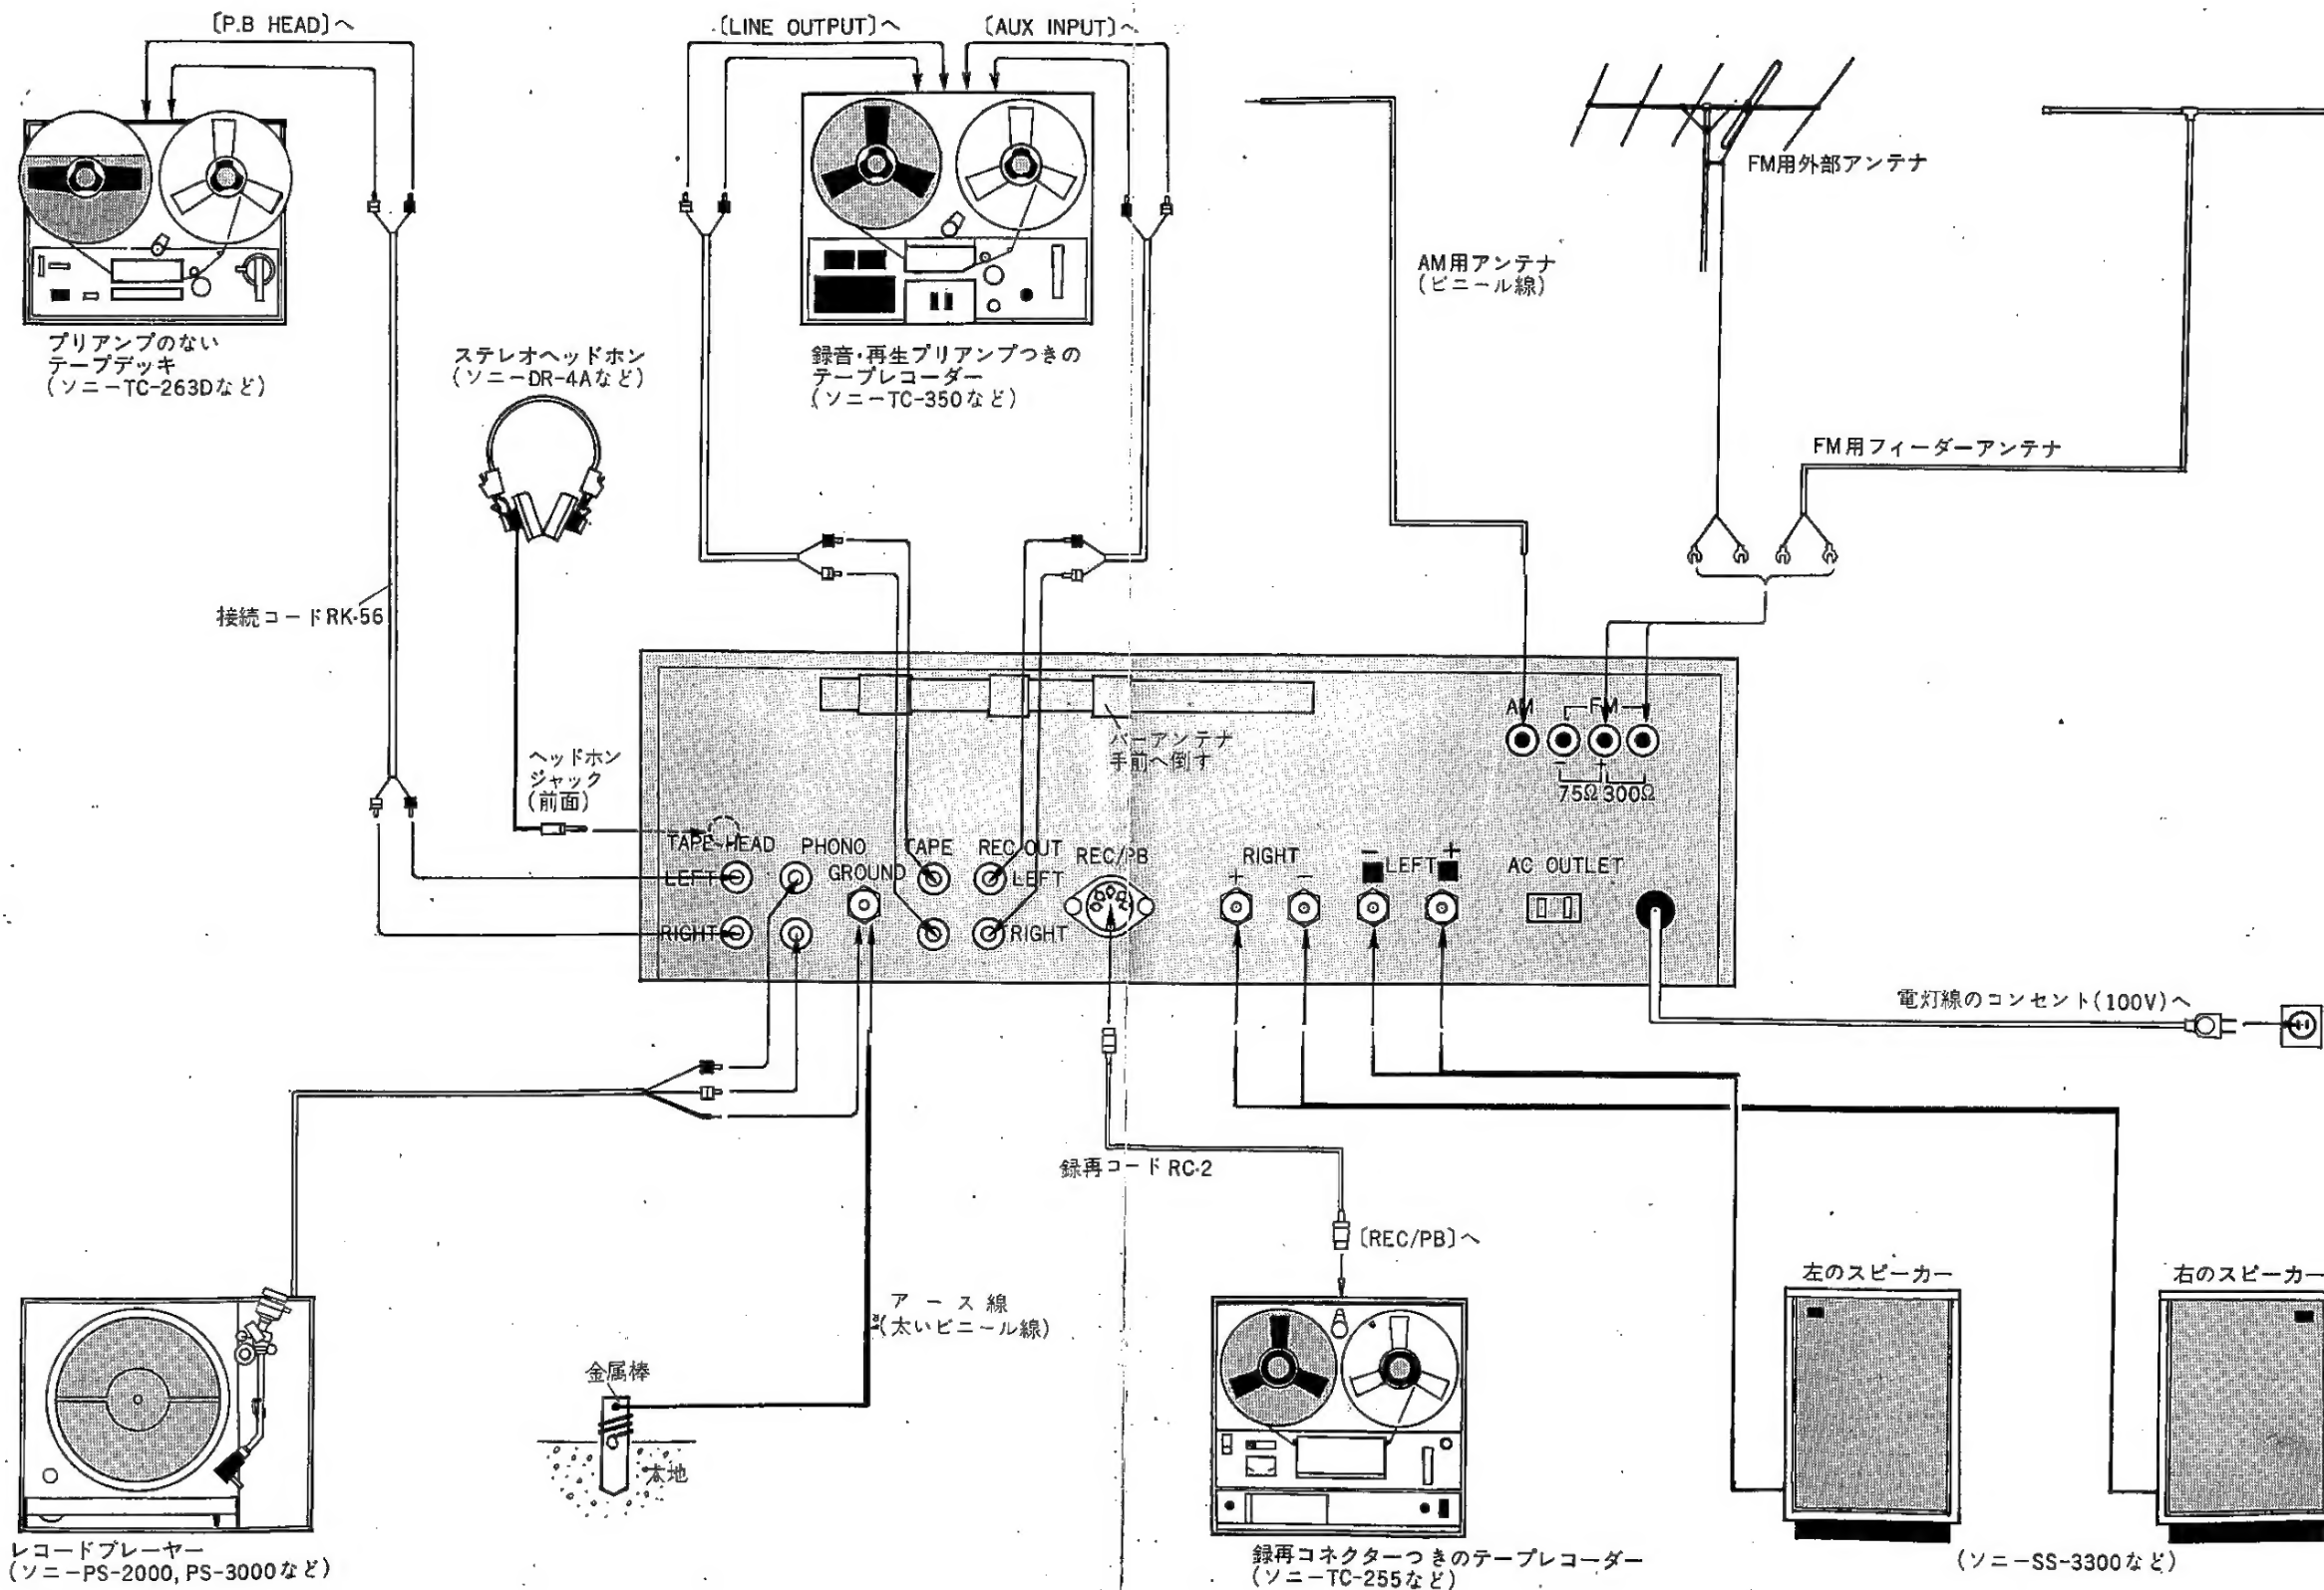 〔P.B HEAD〕へ
〔LINE OUTPUT〕へ
〔AUX INPUT〕へ
FM用外部アンテナ
AM用アンテナ
(ビニール線)
プリアンプのない
テープデッキ
(ソニーTC-263Dなど)
ステレオヘッドホン
(ソニーDR-4Aなど)
録音・再生プリアンプつきの
テープレコーダー
(ソニーTC-350など)
FM用フィーダーアンテナ
接続コードRK-56
バーアンテナ
手前へ倒す
AM
FM
− +
75Ω 300Ω
ヘッドホン
ジャック
(前面)
TAPE-HEAD
PHONO
TAPE
REC OUT
REC/PB
RIGHT
+ −
− LEFT +
AC OUTLET
LEFT
GROUND
LEFT
RIGHT
RIGHT
電灯線のコンセント(100V)へ
録再コード RC-2
〔REC/PB〕へ
左のスピーカー
右のスピーカー
アース線
(太いビニール線)
金属棒
大地
レコードプレーヤー
(ソニーPS-2000, PS-3000など)
録再コネクターつきのテープレコーダー
(ソニーTC-255など)
(ソニーSS-3300など)